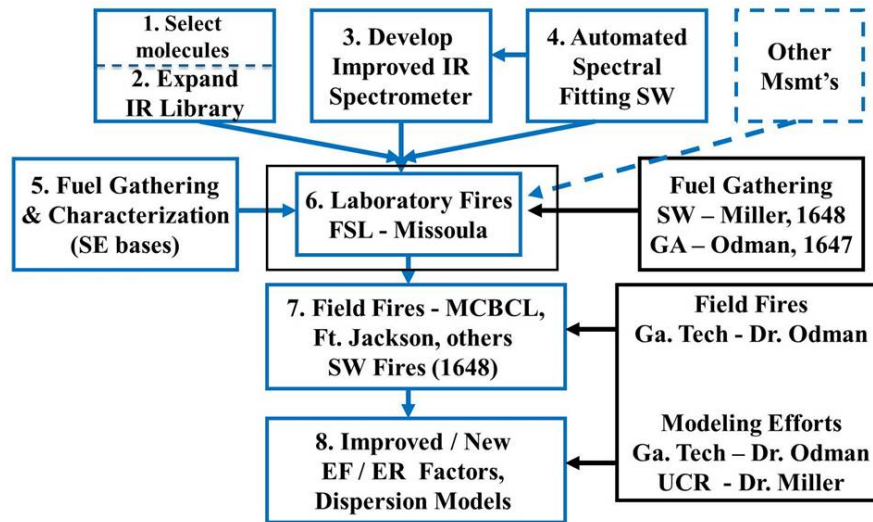 1. Select
molecules
2. Expand
IR Library
3. Develop
Improved IR
Spectrometer
4. Automated
Spectral
Fitting SW
Other
Msmt's
5. Fuel Gathering
& Characterization
(SE bases)
6. Laboratory Fires
FSL - Missoula
Fuel Gathering
SW – Miller, 1648
GA – Odman, 1647
7. Field Fires - MCBCL,
Ft. Jackson, others
SW Fires (1648)
Field Fires
Ga. Tech - Dr. Odman
8. Improved / New
EF / ER Factors,
Dispersion Models
Modeling Efforts
Ga. Tech – Dr. Odman
UCR - Dr. Miller